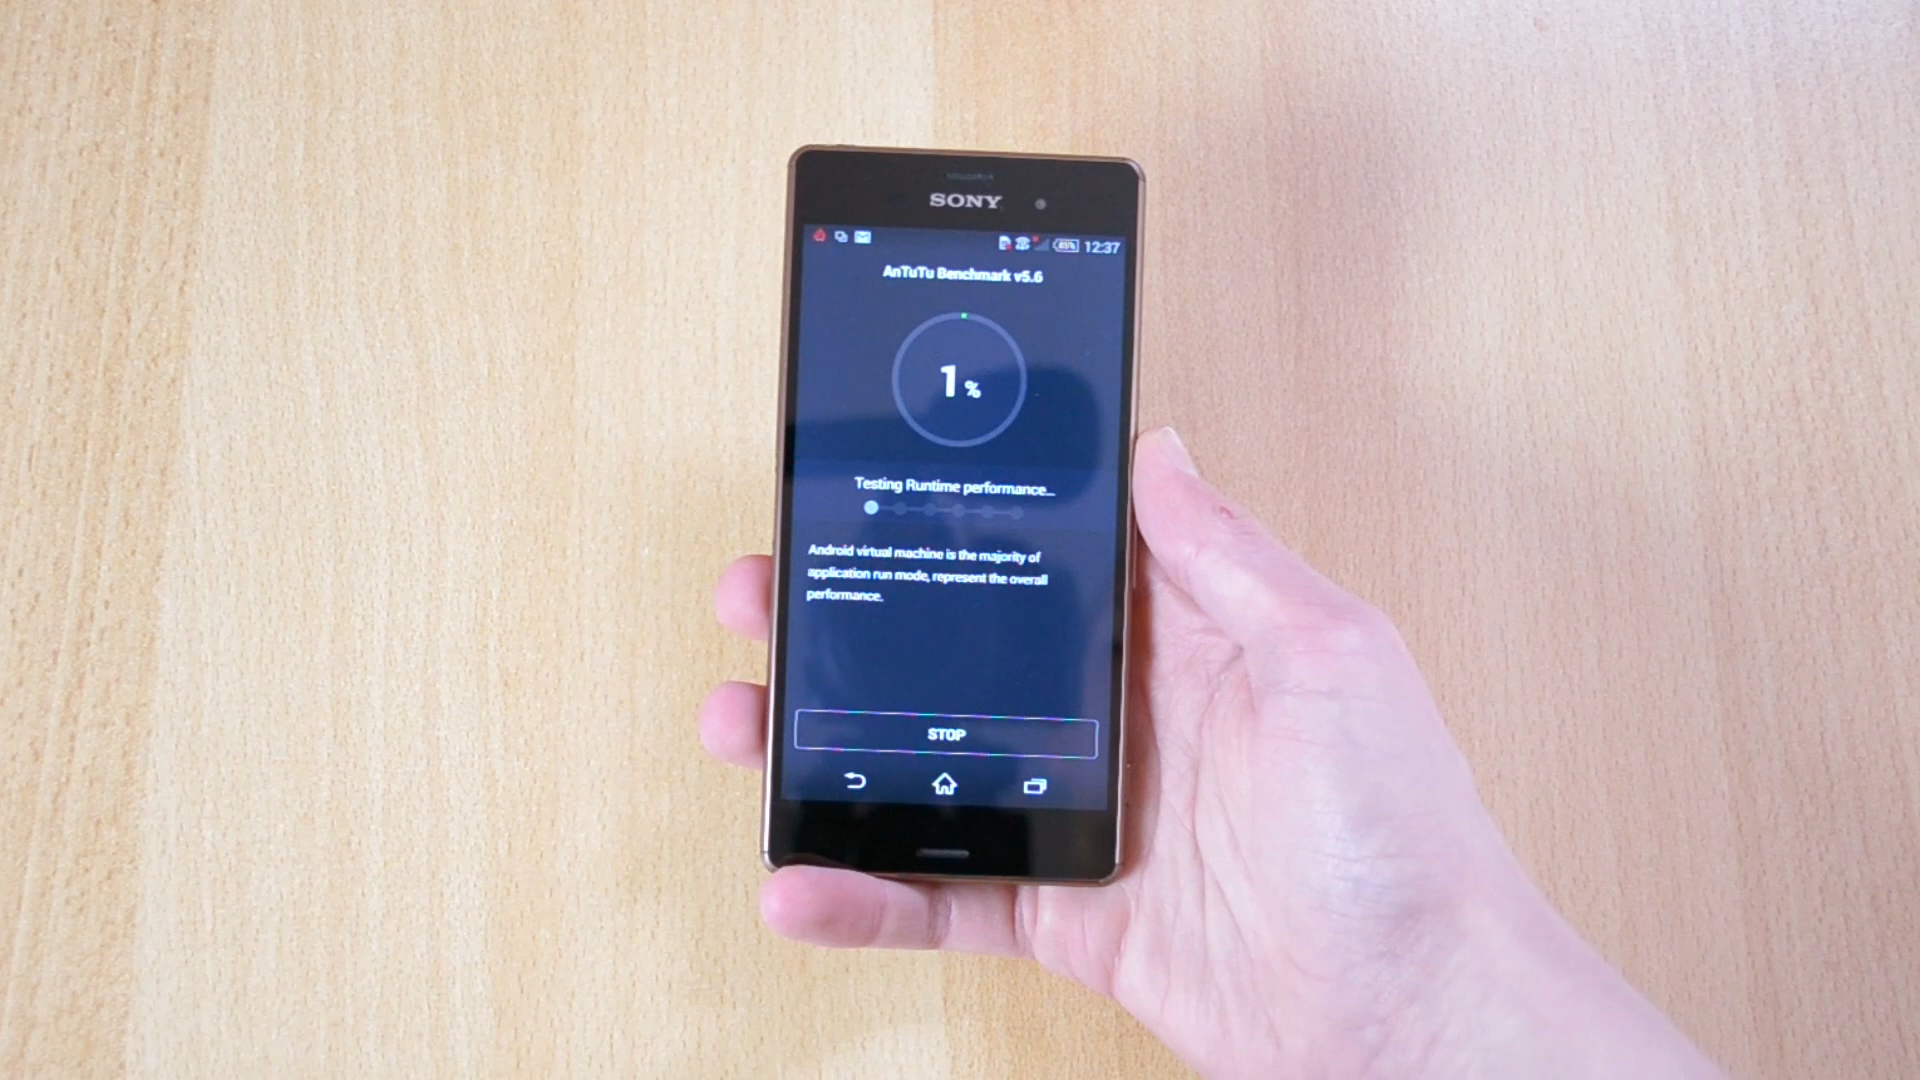 SONY
85% 12:37
AnTuTu Benchmark v5.6
1 %
Testing Runtime performance...
Android virtual machine is the majority of
application run mode, represent the overall
performance.
STOP